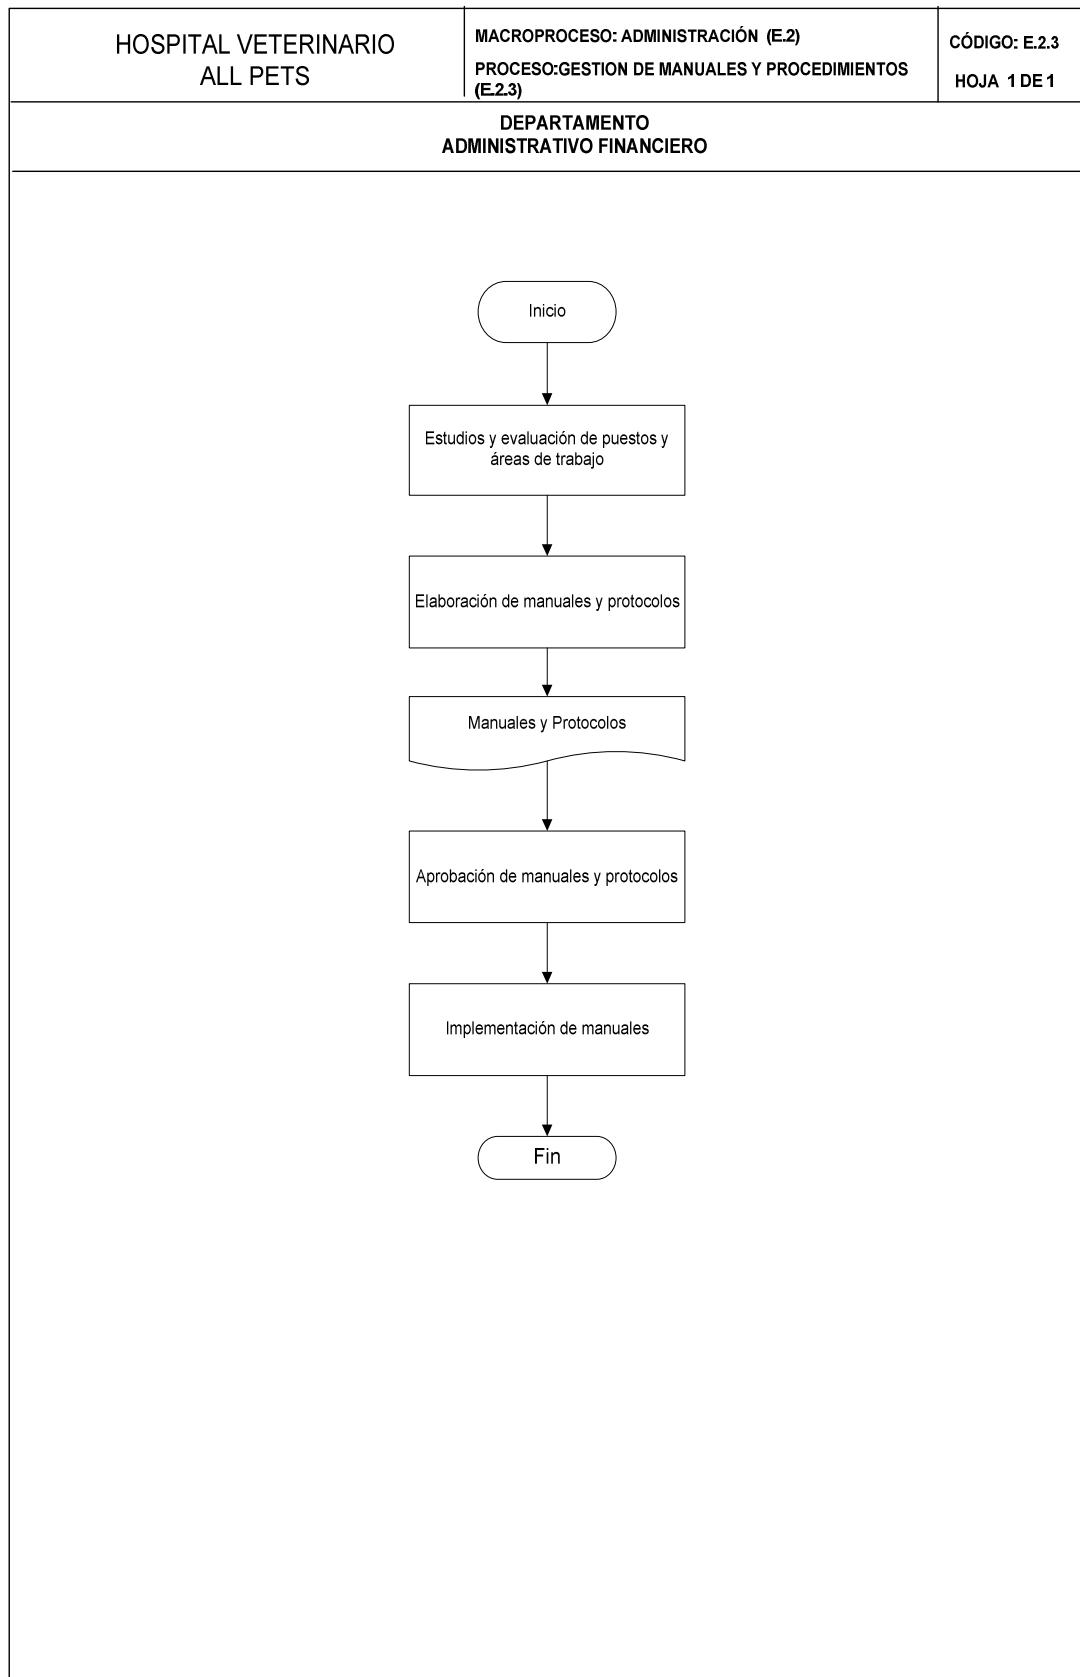 HOSPITAL VETERINARIO
ALL PETS
MACROPROCESO: ADMINISTRACIÓN (E.2)
PROCESO:GESTION DE MANUALES Y PROCEDIMIENTOS
(E.2.3)
CÓDIGO: E.2.3
HOJA 1 DE 1
DEPARTAMENTO
ADMINISTRATIVO FINANCIERO
Inicio
Estudios y evaluación de puestos y
áreas de trabajo
Elaboración de manuales y protocolos
Manuales y Protocolos
Aprobación de manuales y protocolos
Implementación de manuales
Fin